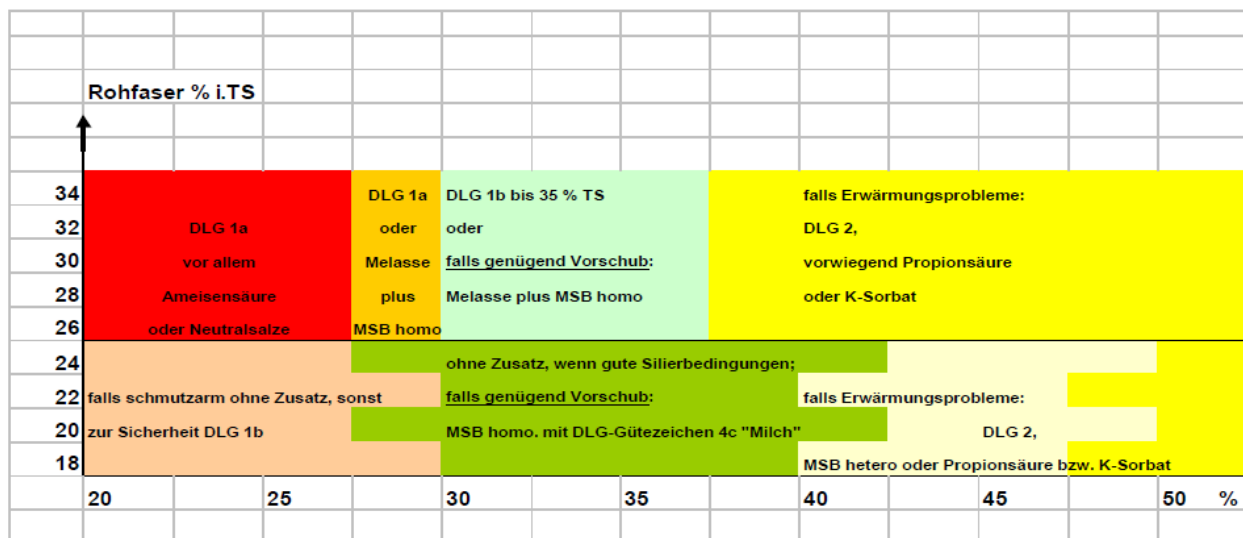 Rohfaser % i.TS
34 DLG 1a DLG 1b bis 35 % TS falls Erwärmungsprobleme:
32 DLG 1a oder oder DLG 2,
30 vor allem Melasse falls genügend Vorschub: vorwiegend Propionsäure
28 Ameisensäure plus Melasse plus MSB homo oder K-Sorbat
26 oder Neutralsalze MSB homo
24 ohne Zusatz, wenn gute Silierbedingungen;
22 falls schmutzarm ohne Zusatz, sonst falls genügend Vorschub: falls Erwärmungsprobleme:
20 zur Sicherheit DLG 1b MSB homo. mit DLG-Gütezeichen 4c "Milch" DLG 2,
18 MSB hetero oder Propionsäure bzw. K-Sorbat
20 25 30 35 40 45 50 %